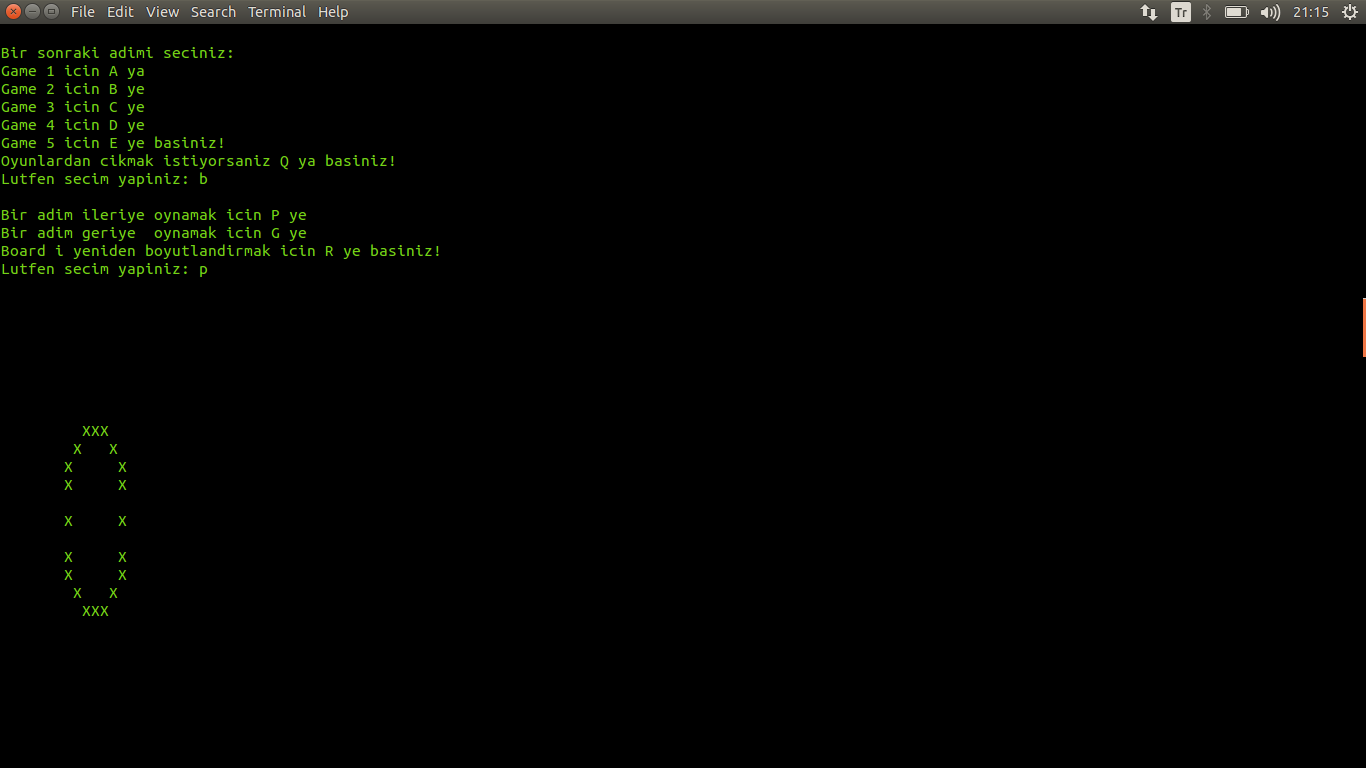 File Edit View Search Terminal Help Tr 21:15
Bir sonraki adimi seciniz:
Game 1 icin A ya
Game 2 icin B ye
Game 3 icin C ye
Game 4 icin D ye
Game 5 icin E ye basiniz!
Oyunlardan cikmak istiyorsaniz Q ya basiniz!
Lutfen secim yapiniz: b
Bir adim ileriye oynamak icin P ye
Bir adim geriye  oynamak icin G ye
Board i yeniden boyutlandirmak icin R ye basiniz!
Lutfen secim yapiniz: p
         XXX
        X   X
       X     X
       X     X
       X     X
       X     X
       X     X
        X   X
         XXX